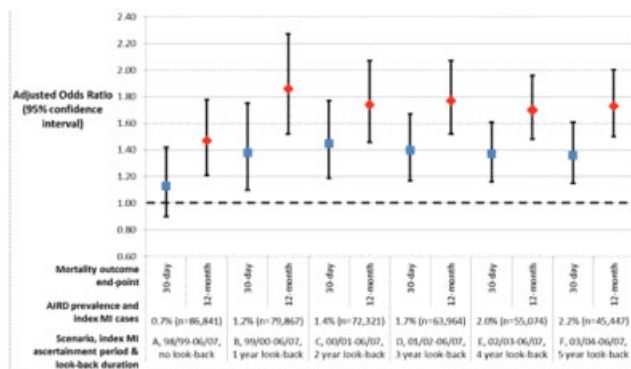 2.40
2.20
2.00
Adjusted Odds Ratio 1.80
(95% confidence 1.60
interval)
1.40
1.20
1.00
0.80
0.60
Mortality outcome end-point 30-day 12-month 30-day 12-month 30-day 12-month 30-day 12-month 30-day 12-month 30-day 12-month
AIRD prevalence and index MI cases 0.7% (n=86,841) 1.2% (n=79,867) 1.4% (n=72,321) 1.7% (n=63,964) 2.0% (n=55,074) 2.2% (n=45,447)
Scenario, index MI A, 98/99-06/07, B, 99/00-06/07, C, 00/01-06/07, D, 01/02-06/07, E, 02/03-06/07, F, 03/04-06/07,
ascertainment period & no look-back 1 year look-back 2 year look-back 3 year look-back 4 year look-back 5 year look-back
look-back duration